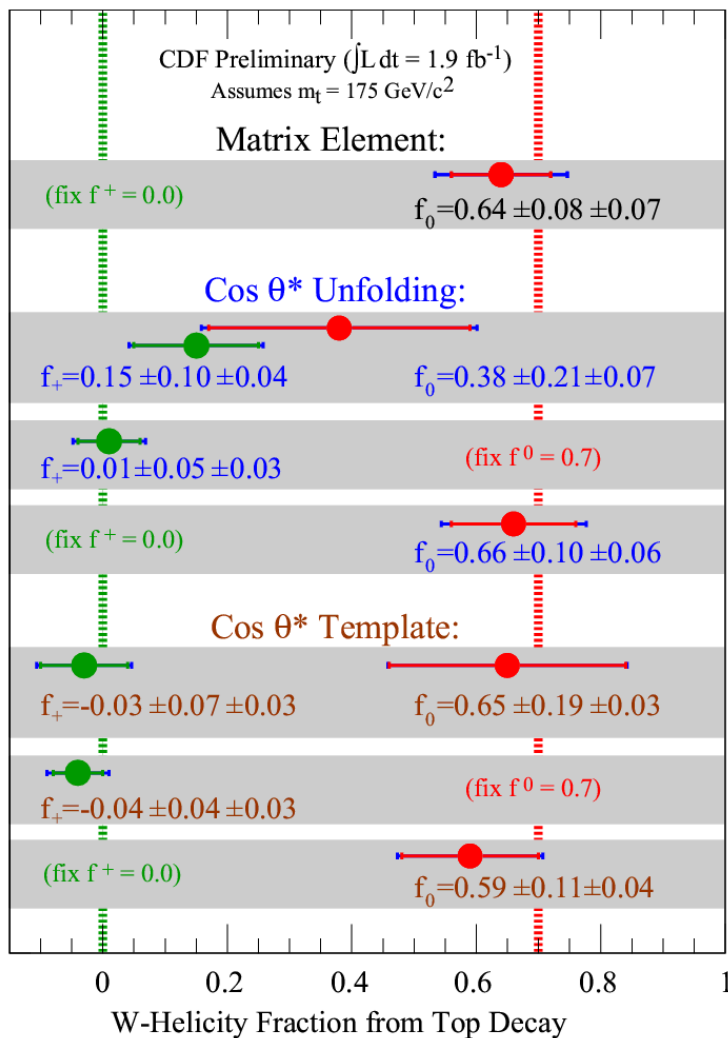 CDF Preliminary (∫L dt = 1.9 fb⁻¹)
Assumes mₜ = 175 GeV/c²
Matrix Element:
(fix f⁺ = 0.0)
f₀=0.64 ±0.08 ±0.07
Cos θ* Unfolding:
f₊=0.15 ±0.10 ±0.04 f₀=0.38 ±0.21 ±0.07
f₊=0.01 ±0.05 ±0.03 (fix f⁰ = 0.7)
(fix f⁺ = 0.0)
f₀=0.66 ±0.10 ±0.06
Cos θ* Template:
f₊=-0.03 ±0.07 ±0.03 f₀=0.65 ±0.19 ±0.03
f₊=-0.04 ±0.04 ±0.03 (fix f⁰ = 0.7)
(fix f⁺ = 0.0) f₀=0.59 ±0.11 ±0.04
0 0.2 0.4 0.6 0.8 1
W-Helicity Fraction from Top Decay